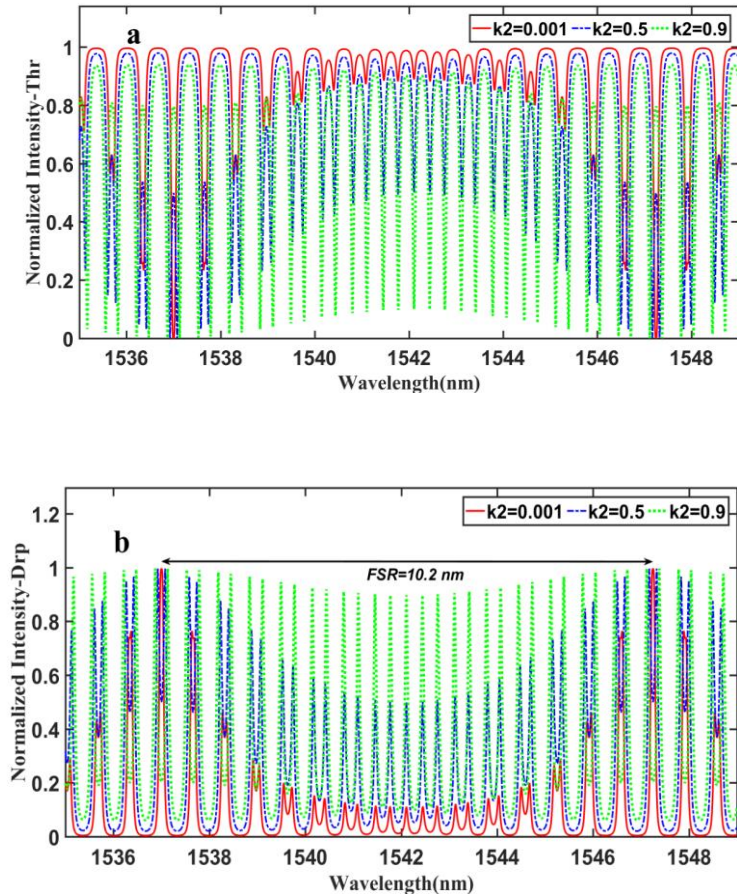 a
k2=0.001 k2=0.5 k2=0.9
Normalized Intensity-Thr
1
0.8
0.6
0.4
0.2
0
1536 1538 1540 1542 1544 1546 1548
Wavelength(nm)
b
k2=0.001 k2=0.5 k2=0.9
FSR=10.2 nm
Normalized Intensity-Drp
1.2
1
0.8
0.6
0.4
0.2
0
1536 1538 1540 1542 1544 1546 1548
Wavelength(nm)